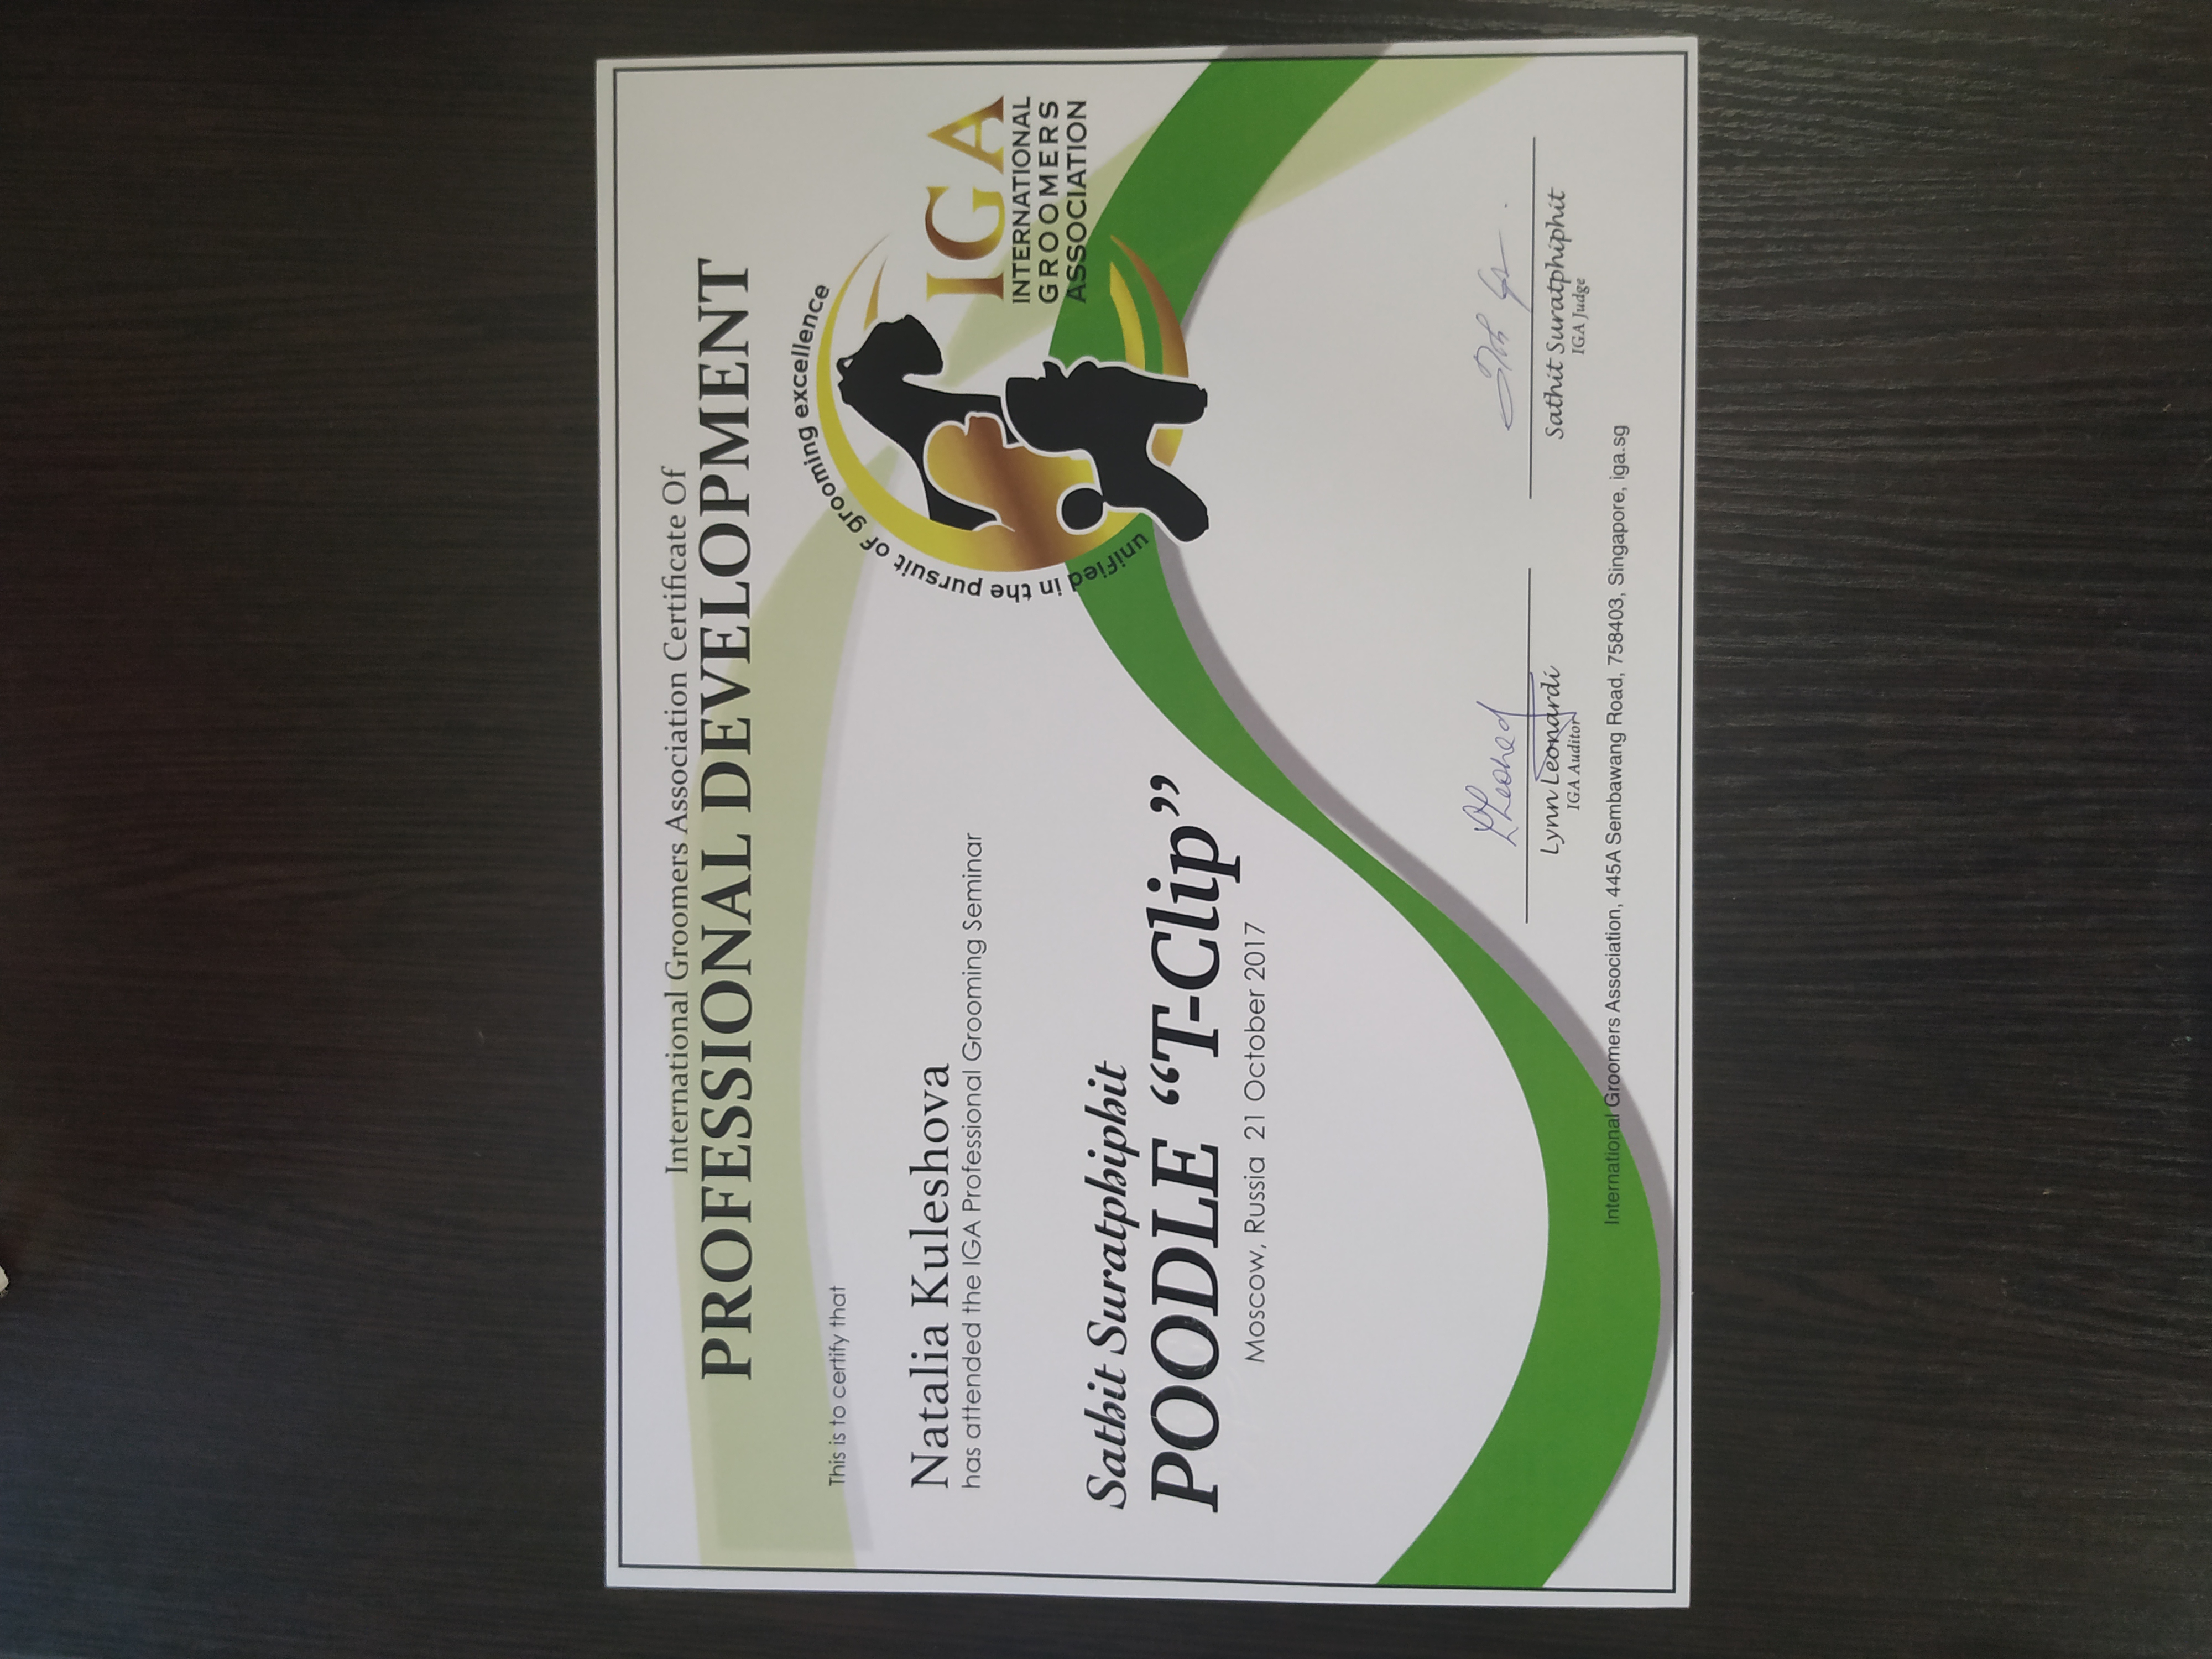 International Groomers Association Certificate Of
PROFESSIONAL DEVELOPMENT
This is to certify that
Natalia Kuleshova
has attended the IGA Professional Grooming Seminar
unified in the pursuit of grooming excellence
IGA
INTERNATIONAL
GROOMERS
ASSOCIATION
Sathit Suratphiphit
POODLE “T-Clip”
Moscow, Russia 21 October 2017
Lynn Leonardi
IGA Auditor
Sathit Suratphiphit
IGA Judge
International Groomers Association, 445A Sembawang Road, 758403, Singapore, iga.sg